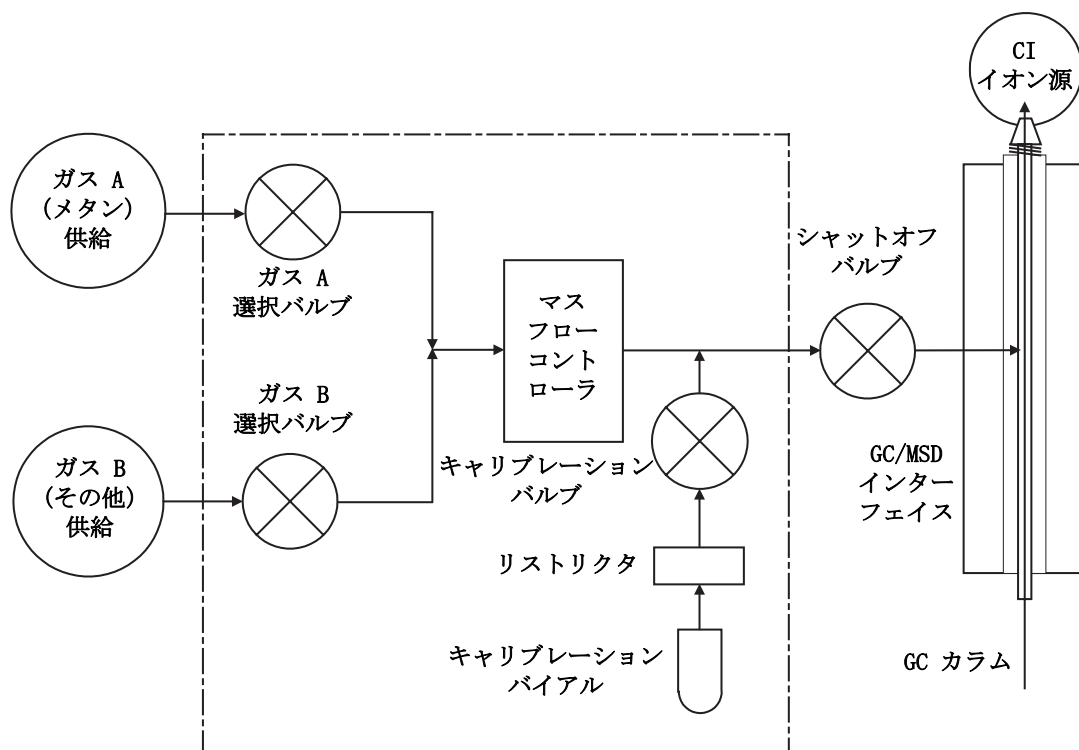 CI
イオン源
ガス A
(メタン)
供給
ガス A
選択バルブ
シャットオフ
バルブ
マス
フロー
コント
ローラ
ガス B
選択バルブ
ガス B
(その他)
供給
キャリブレーション
バルブ
GC/MSD
インター
フェイス
リストリクタ
キャリブレーション
バイアル
GC カラム